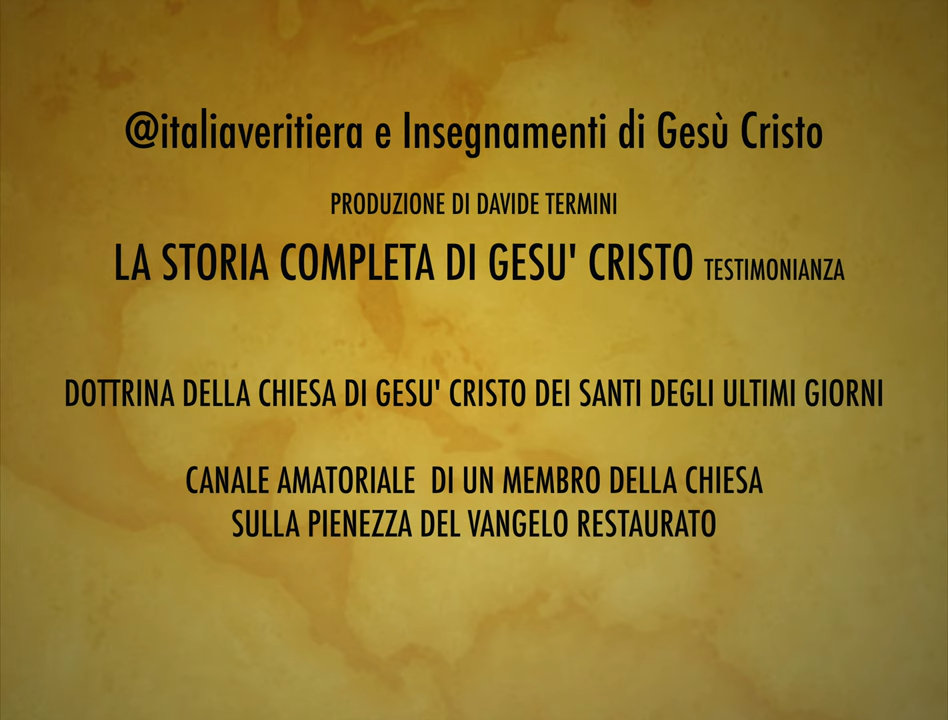 @italiaveritiera e Insegnamenti di Gesù Cristo
PRODUZIONE DI DAVIDE TERMINI
LA STORIA COMPLETA DI GESU' CRISTO TESTIMONIANZA
DOTTRINA DELLA CHIESA DI GESU' CRISTO DEI SANTI DEGLI ULTIMI GIORNI
CANALE AMATORIALE DI UN MEMBRO DELLA CHIESA
SULLA PIENEZZA DEL VANGELO RESTAURATO